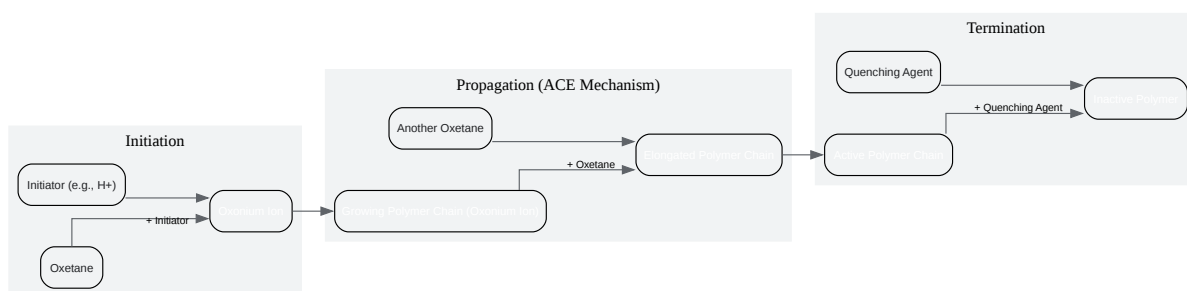 Initiation
Initiator (e.g., H+)
Oxetane
+ Initiator
Oxonium Ion
Propagation (ACE Mechanism)
Another Oxetane
+ Oxetane
Growing Polymer Chain (Oxonium Ion)
Elongated Polymer Chain
Termination
Quenching Agent
+ Quenching Agent
Active Polymer Chain
Inactive Polymer